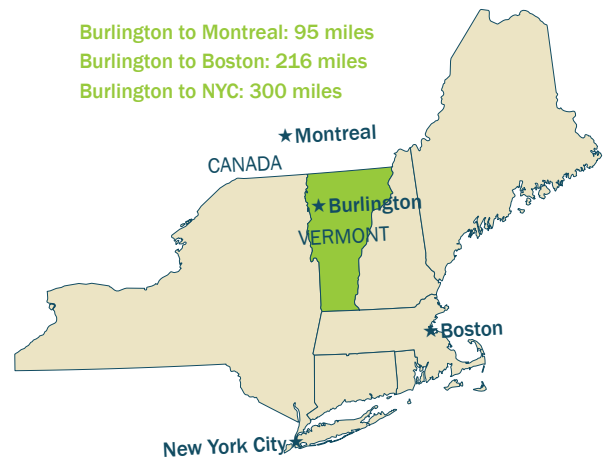 Burlington to Montreal: 95 miles
Burlington to Boston: 216 miles
Burlington to NYC: 300 miles
Montreal
CANADA
Burlington
VERMONT
Boston
New York City